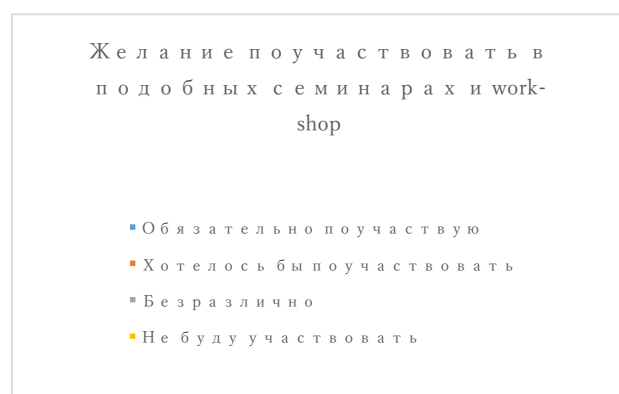 Желание поучаствовать в
подобных семинарах и work-
shop
Обязательно поучаствую
Хотелось бы поучаствовать
Безразлично
Не буду участвовать